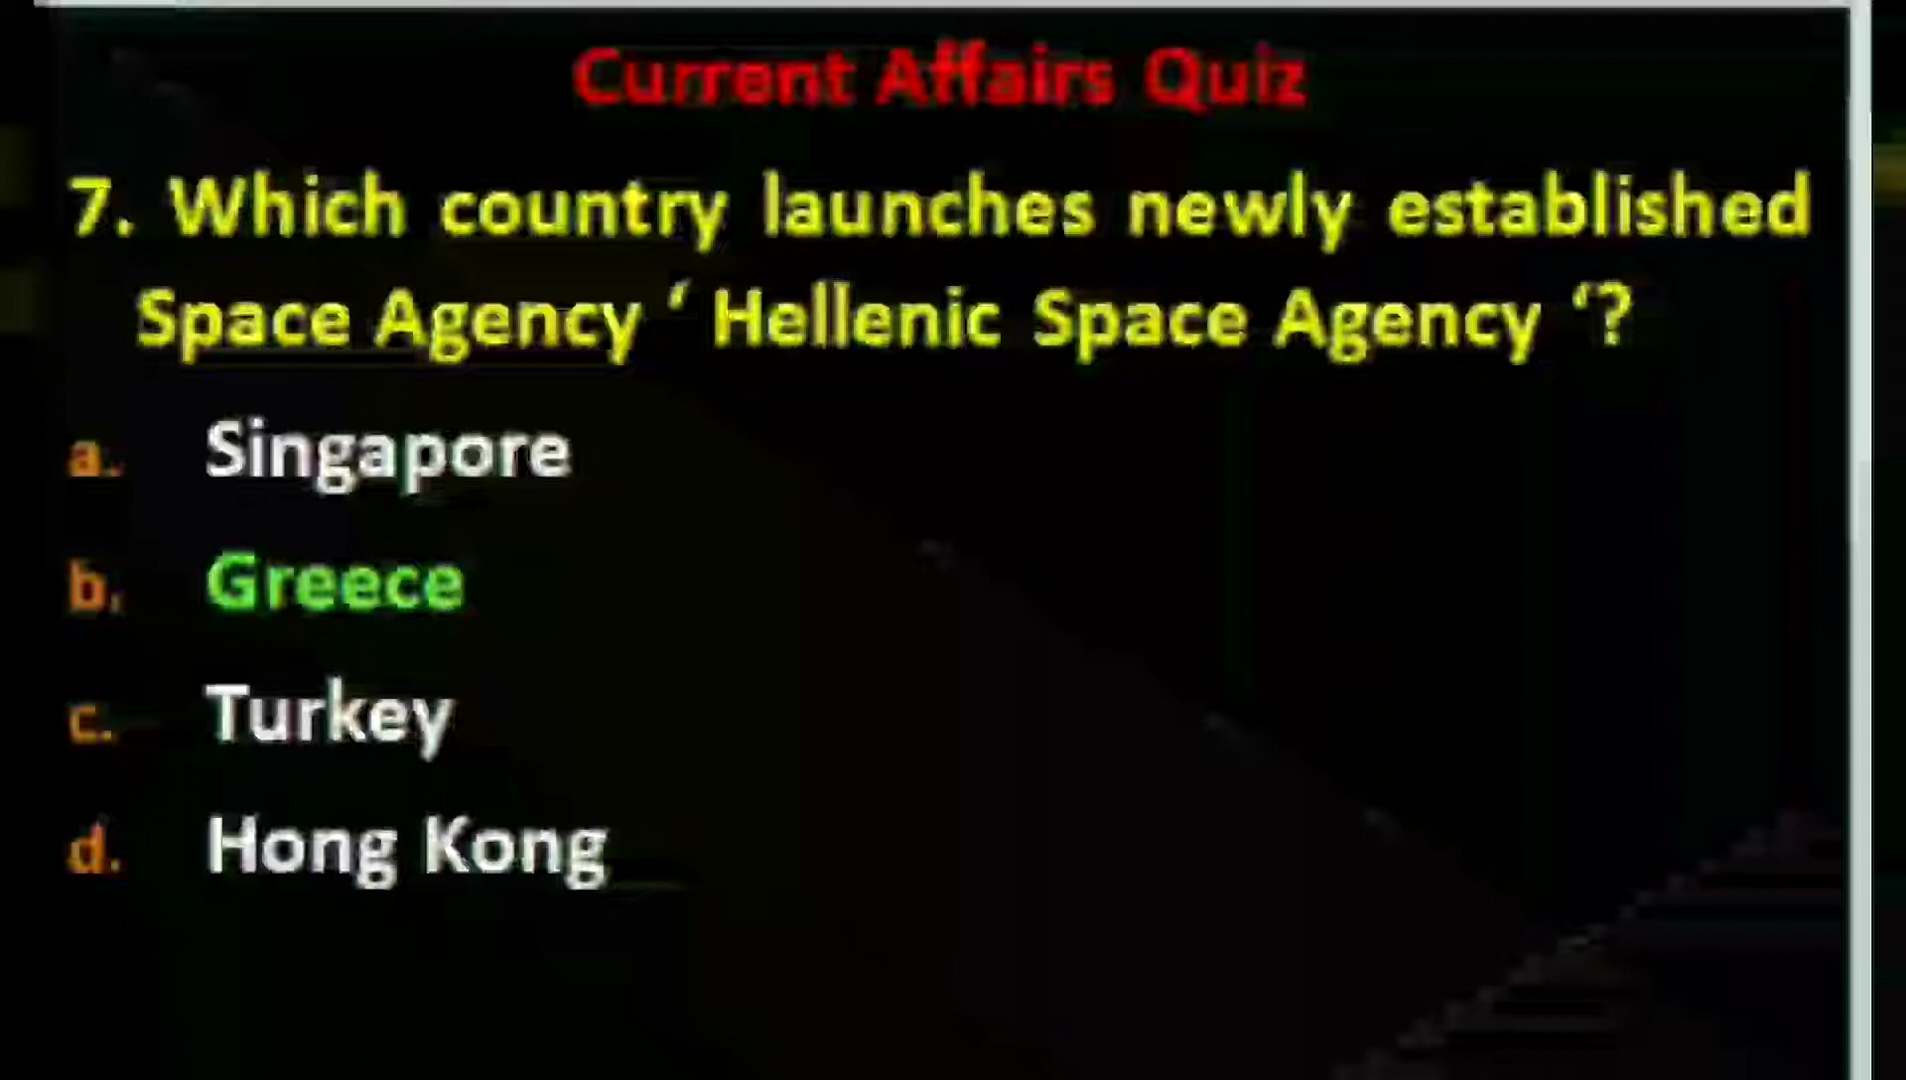 Current Affairs Quiz
7. Which country launches newly established
Space Agency ‘ Hellenic Space Agency ‘?
a. Singapore
b. Greece
c. Turkey
d. Hong Kong